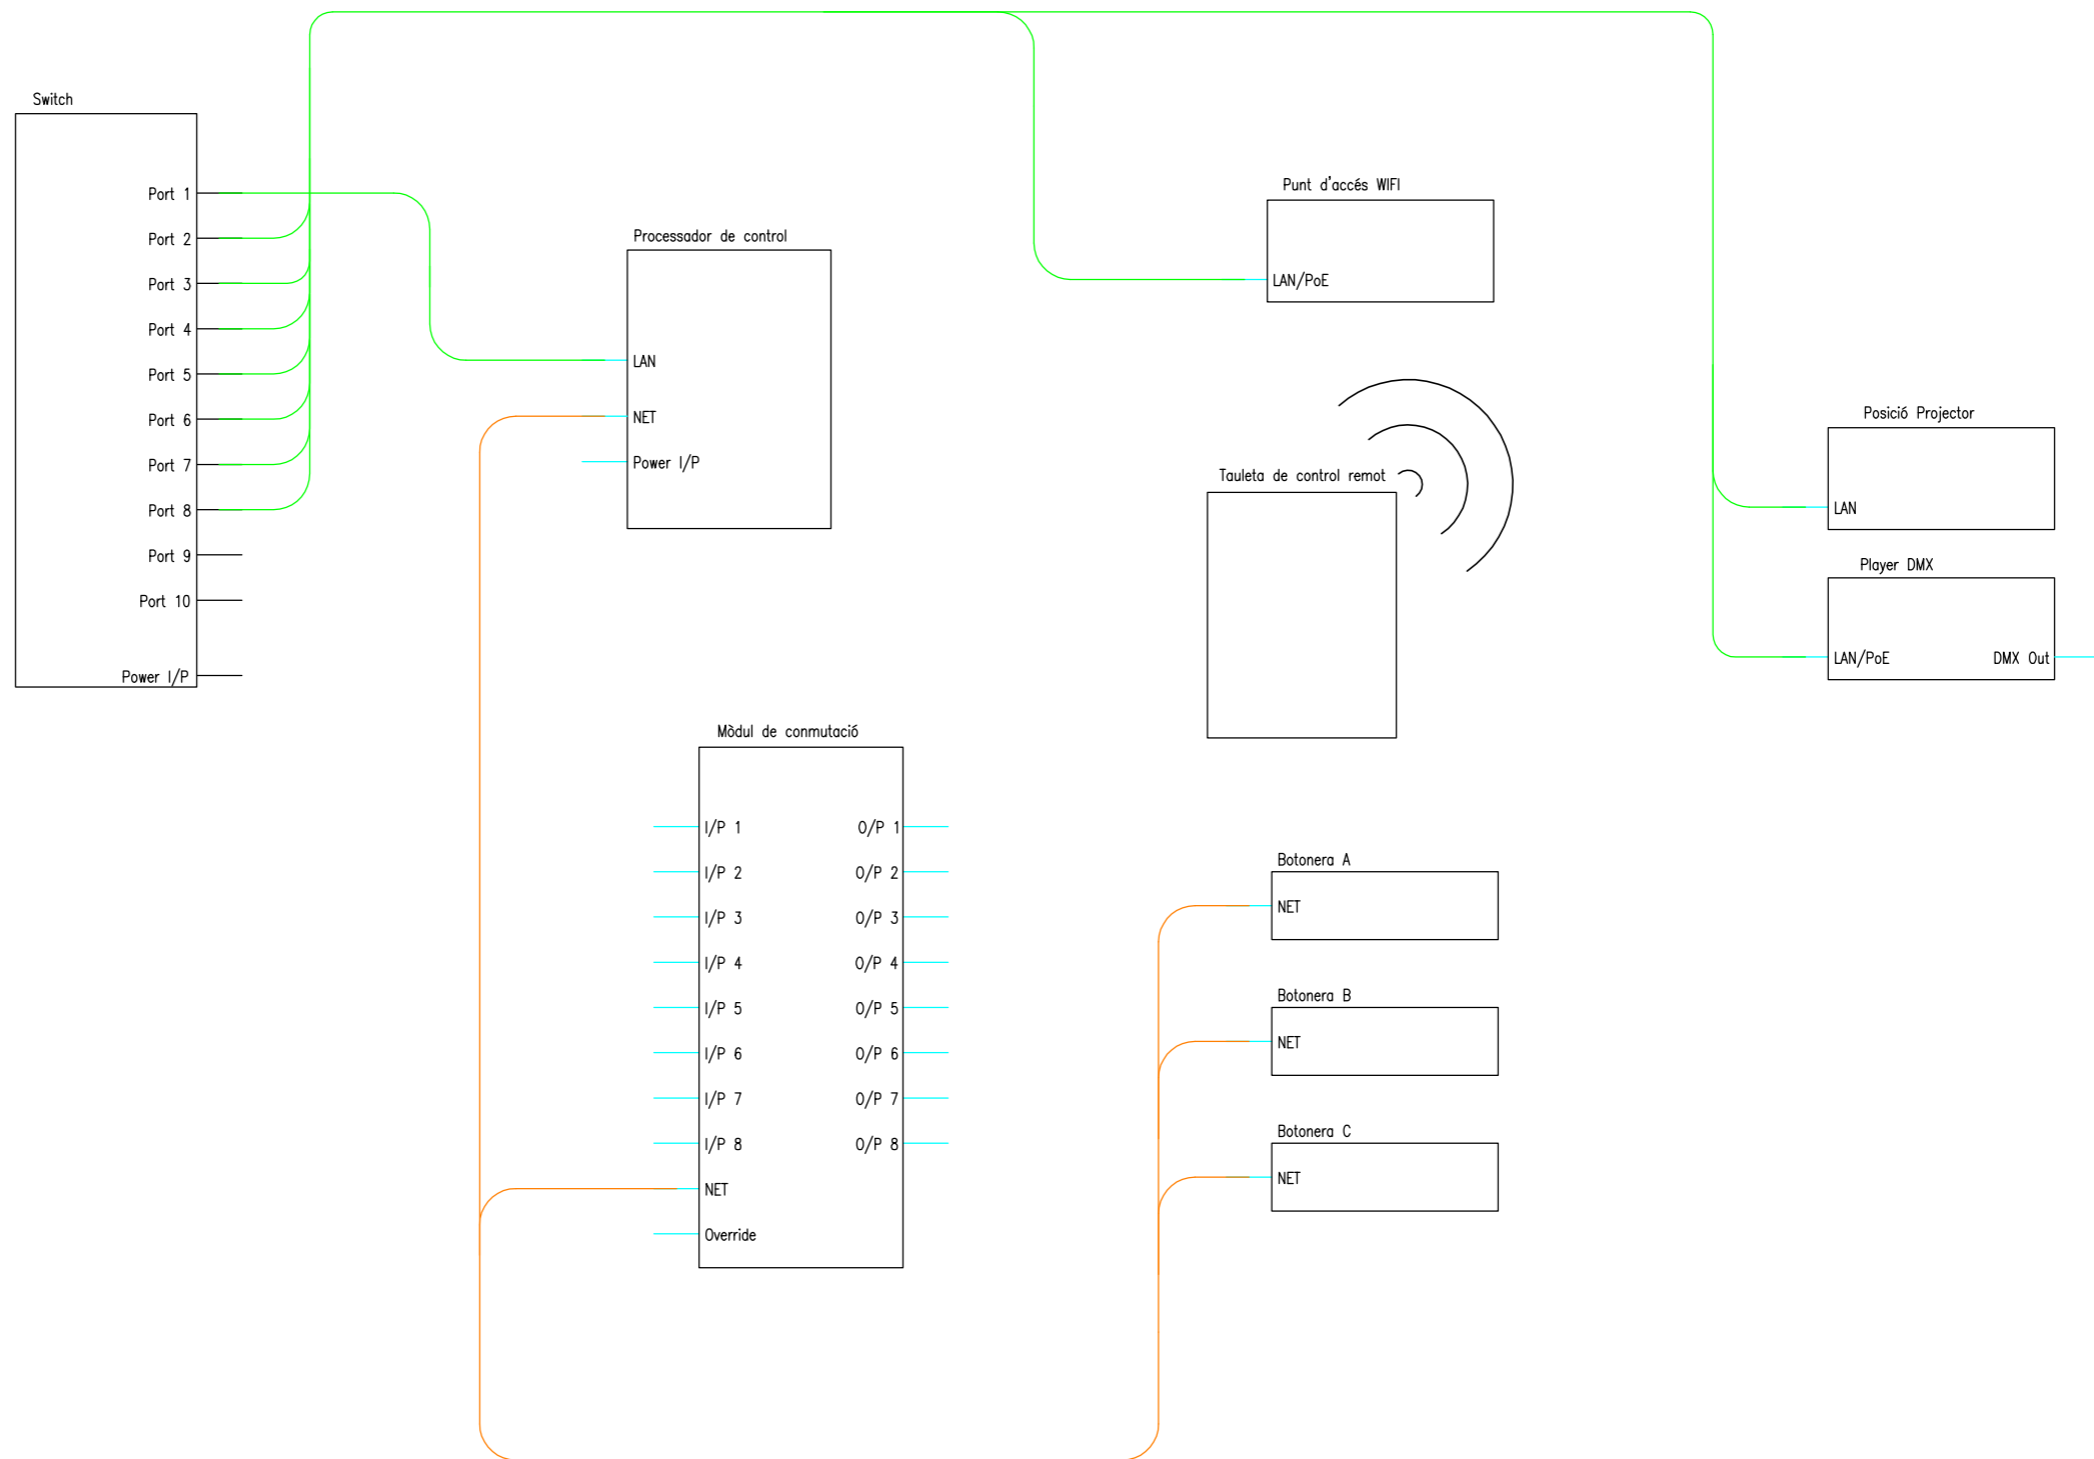 Switch
Port 1
Port 2
Port 3
Port 4
Port 5
Port 6
Port 7
Port 8
Port 9
Port 10
Power I/P
Processador de control
LAN
NET
Power I/P
Punt d'accés WIFI
LAN/PoE
Tauleta de control remot
Posició Projector
LAN
Player DMX
LAN/PoE DMX Out
Mòdul de conmutació
I/P 1 O/P 1
I/P 2 O/P 2
I/P 3 O/P 3
I/P 4 O/P 4
I/P 5 O/P 5
I/P 6 O/P 6
I/P 7 O/P 7
I/P 8 O/P 8
NET
Override
Botonera A
NET
Botonera B
NET
Botonera C
NET